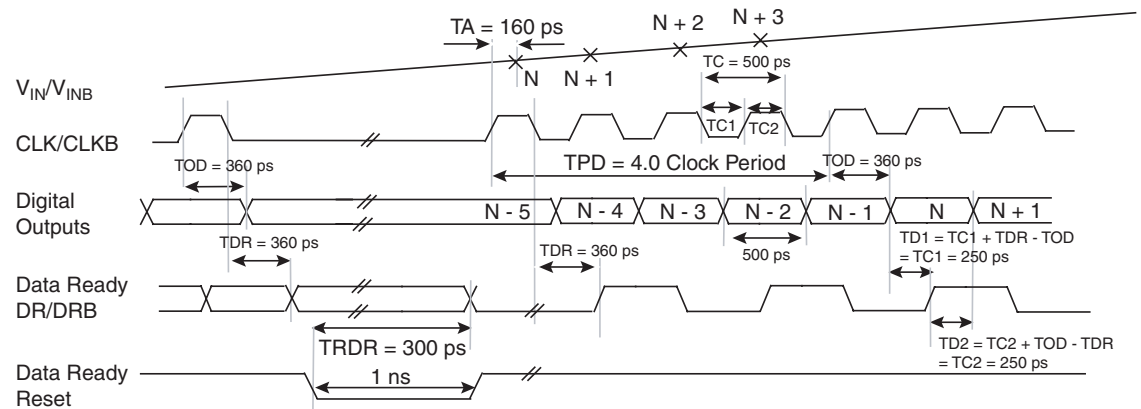 TA = 160 ps
N + 2
N + 3
N
N + 1
TC = 500 ps
V_IN/V_INB
TC1
TC2
CLK/CLKB
TPD = 4.0 Clock Period
TOD = 360 ps
TOD = 360 ps
Digital
Outputs
N - 5
N - 4
N - 3
N - 2
N - 1
N
N + 1
TDR = 360 ps
TDR = 360 ps
500 ps
TD1 = TC1 + TDR - TOD
= TC1 = 250 ps
Data Ready
DR/DRB
TRDR = 300 ps
TD2 = TC2 + TOD - TDR
= TC2 = 250 ps
Data Ready
Reset
1 ns